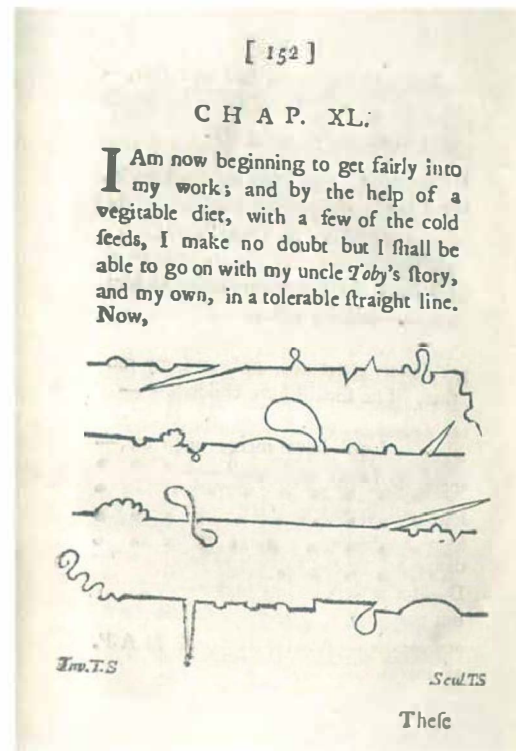 [ 152 ]
CHAP. XL.
I Am now beginning to get fairly into
my work; and by the help of a
vegitable diet, with a few of the cold
ſeeds, I make no doubt but I ſhall be
able to go on with my uncle Toby's ſtory,
and my own, in a tolerable ſtraight line.
Now,
Inv.T.S
Scul.T.S
Theſe